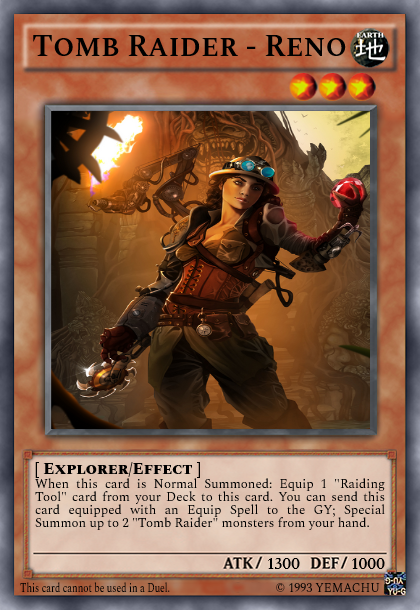 TOMB RAIDER - RENO
EARTH
地
[ EXPLORER/EFFECT ]
When this card is Normal Summoned: Equip 1 "Raiding
Tool" card from your Deck to this card. You can send this
card equipped with an Equip Spell to the GY; Special
Summon up to 2 "Tomb Raider" monsters from your hand.
ATK / 1300 DEF / 1000
This card cannot be used in a Duel.
© 1993 YEMACHU